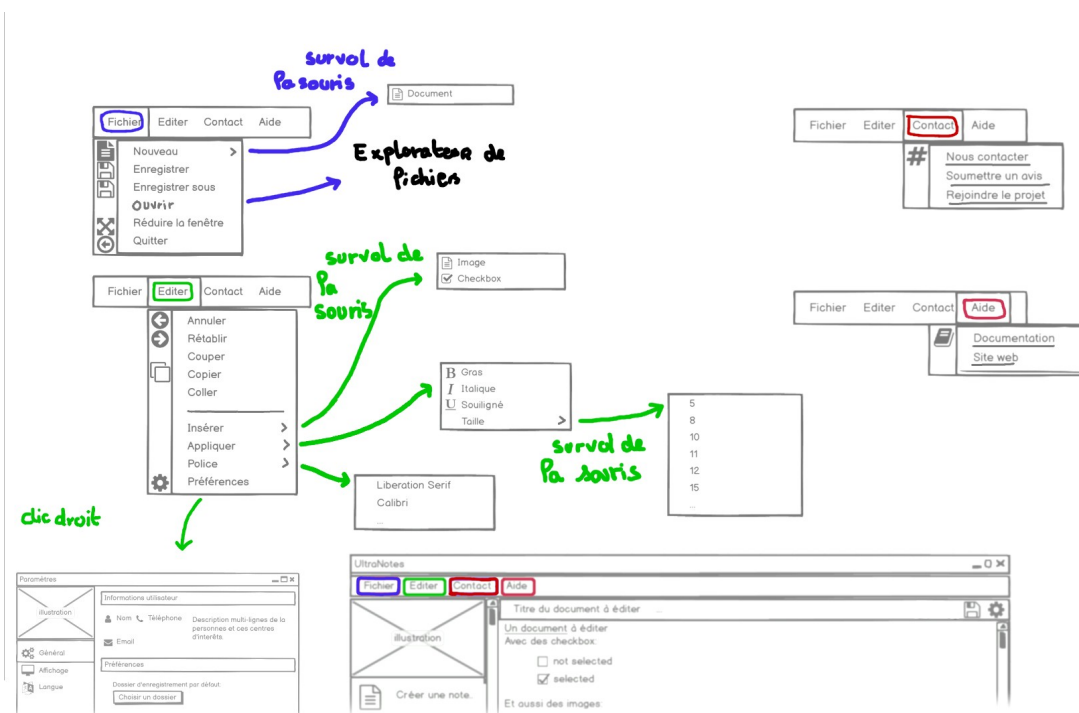 survol de
la souris
Document
Fichier Editer Contact Aide
Nouveau >
Enregistrer
Enregistrer sous
Ouvrir
Réduire la fenêtre
Quitter
Explorateur de
fichiers
Fichier Editer Contact Aide
#
Nous contacter
Soumettre un avis
Rejoindre le projet
survol de
la
souris
Image
Checkbox
Fichier Editer Contact Aide
Annuler
Rétablir
Couper
Copier
Coller
Insérer >
Appliquer >
Police >
Préférences
Fichier Editer Contact Aide
Documentation
Site web
B Gras
I Italique
U Souligné
Taille >
survol de
la souris
5
8
10
11
12
15
...
Liberation Serif
Calibri
...
clic droit
Paramètres
illustration
Général
Affichage
Langue
Informations utilisateur
Nom Téléphone
Email
Description multi-lignes de la
personnes et ces centres
d'interêts.
Préférences
Dossier d'enregistrement par défaut:
Choisir un dossier
UltraNotes
Fichier Editer Contact Aide
illustration
Créer une note..
Titre du document à éditer ...
Un document à éditer
Avec des checkbox:
not selected
selected
Et aussi des images: